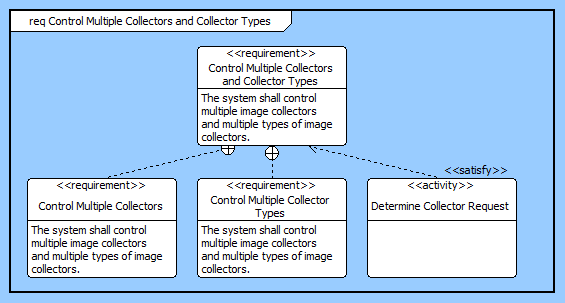 req Control Multiple Collectors and Collector Types
<<requirement>>
Control Multiple Collectors
and Collector Types
The system shall control
multiple image collectors
and multiple types of image
collectors.
<<satisfy>>
<<requirement>>
Control Multiple Collectors
The system shall control
multiple image collectors
and multiple types of image
collectors.
<<requirement>>
Control Multiple Collector
Types
The system shall control
multiple image collectors
and multiple types of image
collectors.
<<activity>>
Determine Collector Request